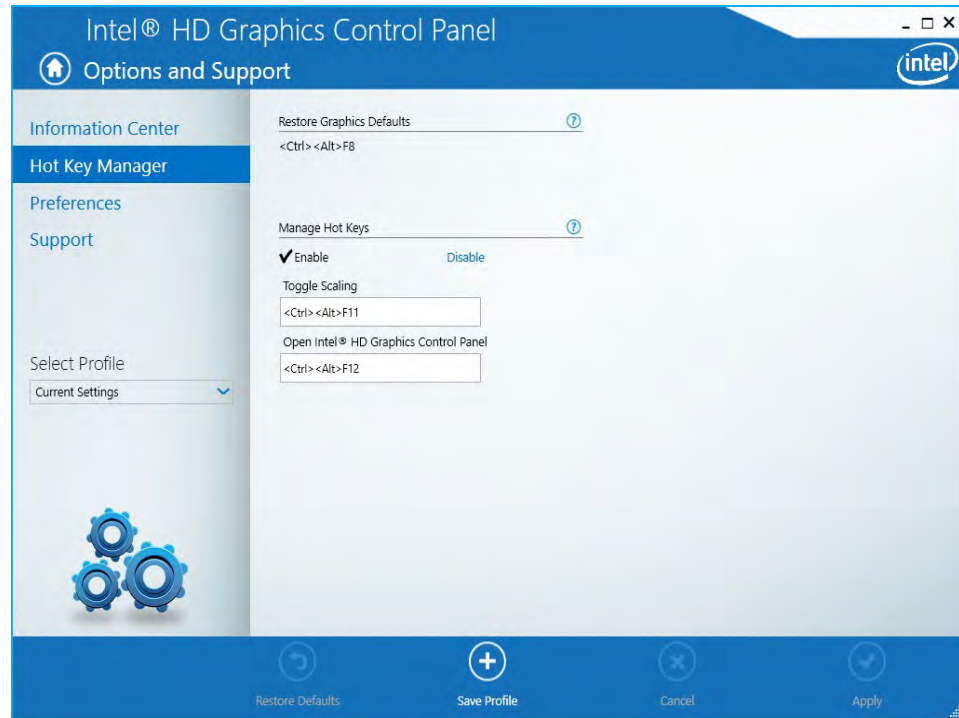 Intel® HD Graphics Control Panel
Options and Support
intel
Information Center
Hot Key Manager
Preferences
Support
Select Profile
Current Settings
Restore Graphics Defaults
<Ctrl><Alt>F8
Manage Hot Keys
Enable
Disable
Toggle Scaling
<Ctrl><Alt>F11
Open Intel® HD Graphics Control Panel
<Ctrl><Alt>F12
Restore Defaults
Save Profile
Cancel
Apply